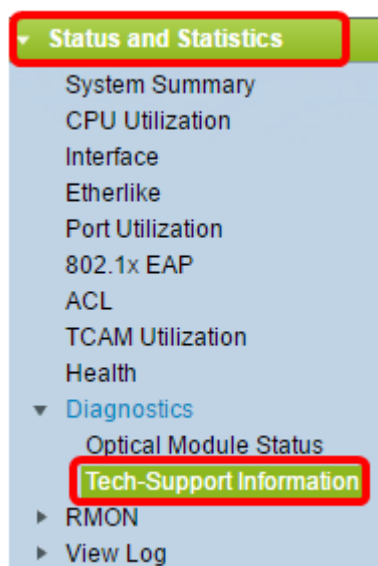 Status and Statistics
System Summary
CPU Utilization
Interface
Etherlike
Port Utilization
802.1x EAP
ACL
TCAM Utilization
Health
Diagnostics
Optical Module Status
Tech-Support Information
RMON
View Log